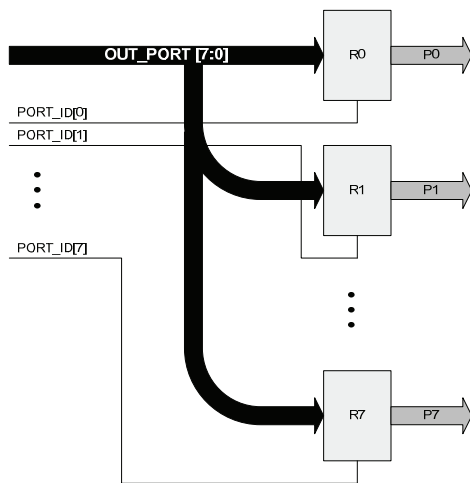 OUT_PORT [7:0]
R0
P0
PORT_ID[0]
PORT_ID[1]
R1
P1
PORT_ID[7]
R7
P7